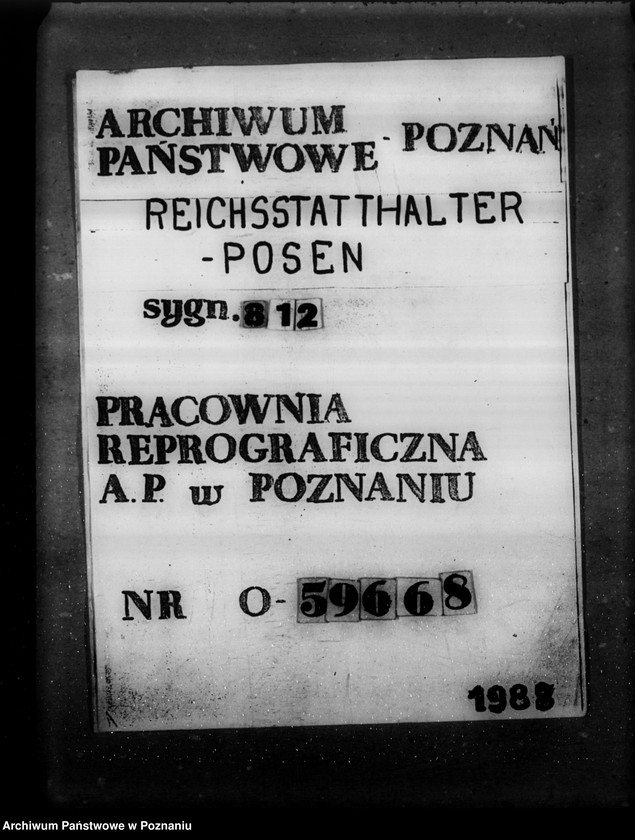 ARCHIWUM
PAŃSTWOWE - POZNAŃ
REICHSSTATTHALTER
-POSEN
sygn. 812
PRACOWNIA
REPROGRAFICZNA
A.P. w POZNANIU
NR O-59668
1988
Archiwum Państwowe w Poznaniu